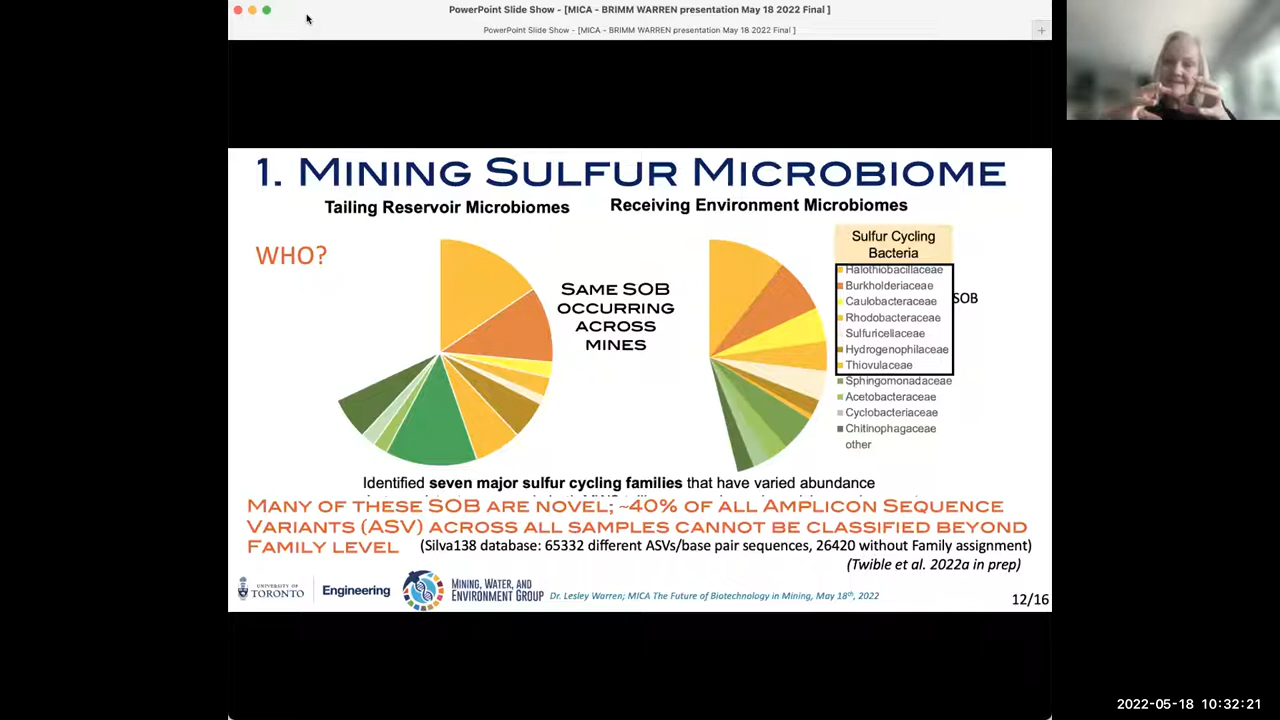 PowerPoint Slide Show - [MICA - BRIMM WARREN presentation May 18 2022 Final ]
PowerPoint Slide Show - [MICA - BRIMM WARREN presentation May 18 2022 Final ]
1. MINING SULFUR MICROBIOME
Tailing Reservoir Microbiomes
Receiving Environment Microbiomes
WHO?
SAME SOB
OCCURRING
ACROSS
MINES
Sulfur Cycling
Bacteria
Halothiobacillaceae
Burkholderiaceae
Caulobacteraceae
SOB
Rhodobacteraceae
Sulfuricellaceae
Hydrogenophilaceae
Thiovulaceae
Sphingomonadaceae
Acetobacteraceae
Cyclobacteriaceae
Chitinophagaceae
other
Identified seven major sulfur cycling families that have varied abundance
MANY OF THESE SOB ARE NOVEL; ~40% OF ALL AMPLICON SEQUENCE
VARIANTS (ASV) ACROSS ALL SAMPLES CANNOT BE CLASSIFIED BEYOND
FAMILY LEVEL (Silva138 database: 65332 different ASVs/base pair sequences, 26420 without Family assignment)
(Twible et al. 2022a in prep)
UNIVERSITY OF
TORONTO
Engineering
MINING, WATER, AND
ENVIRONMENT GROUP
Dr. Lesley Warren; MICA The Future of Biotechnology in Mining, May 18th, 2022
12/16
2022-05-18 10:32:21